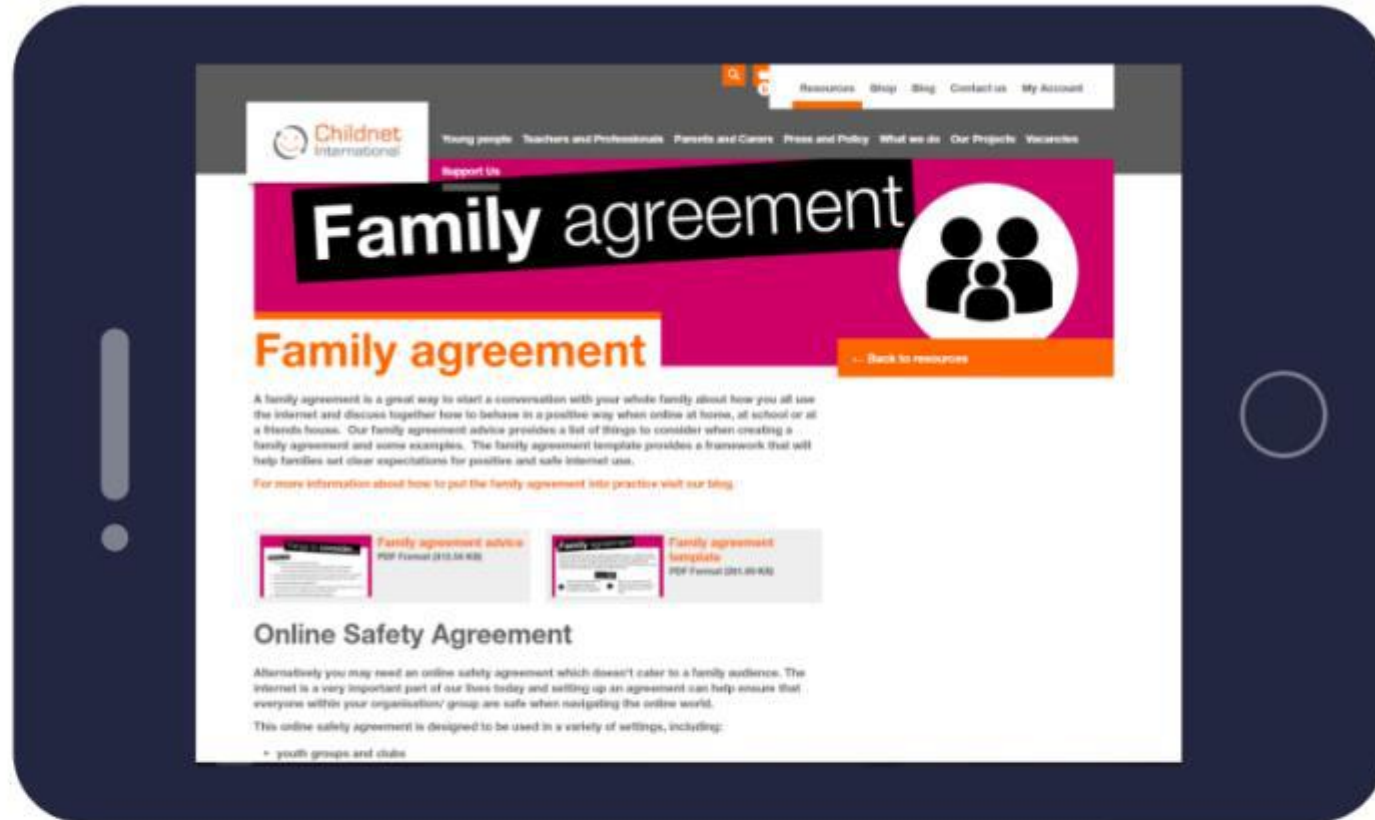 Resources Shop Blog Contact us My Account
Childnet
International
Young people Teachers and Professionals Parents and Carers Press and Policy What we do Our Projects Vacancies
Support Us
Family agreement
Family agreement
← Back to resources
A family agreement is a great way to start a conversation with your whole family about how you all use
the internet and discuss together how to behave in a positive way when online at home, at school or at
a friends house. Our family agreement advice provides a list of things to consider when creating a
family agreement and some examples. The family agreement template provides a framework that will
help families set clear expectations for positive and safe internet use.
For more information about how to put the family agreement into practice visit our blog.
things to consider...
Family agreement advice
PDF Format
Family agreement
Family agreement
template
PDF Format
Online Safety Agreement
Alternatively you may need an online safety agreement which doesn't cater to a family audience. The
internet is a very important part of our lives today and setting up an agreement can help ensure that
everyone within your organisation/ group are safe when navigating the online world.
This online safety agreement is designed to be used in a variety of settings, including:
• youth groups and clubs